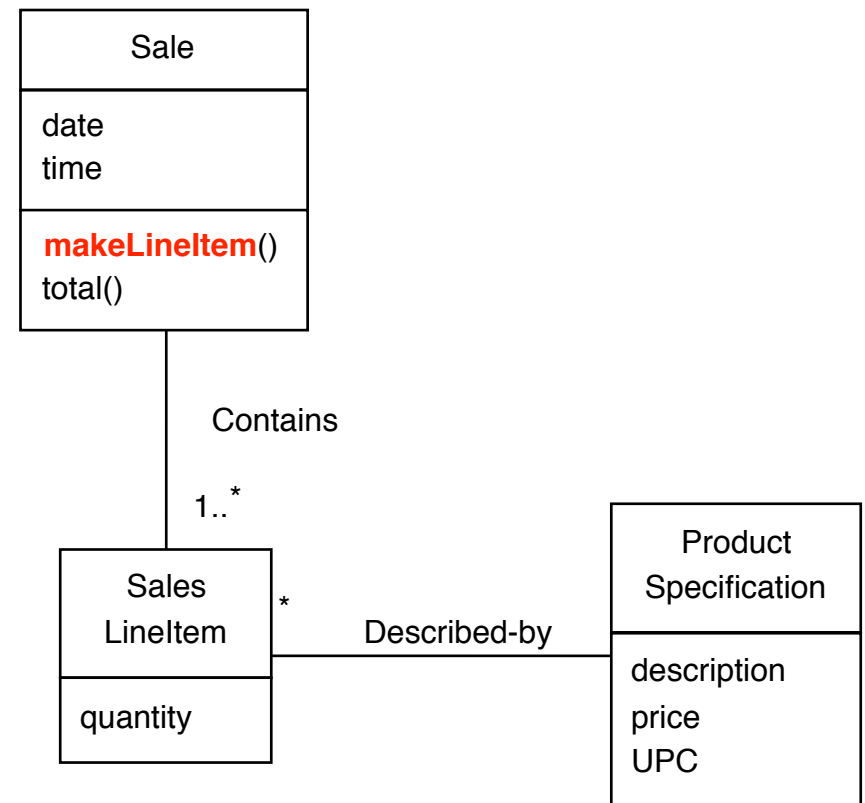 Sale
date
time
makeLineItem()
total()
Contains
1..*
Sales
LineItem
*
quantity
Described-by
Product
Specification
description
price
UPC